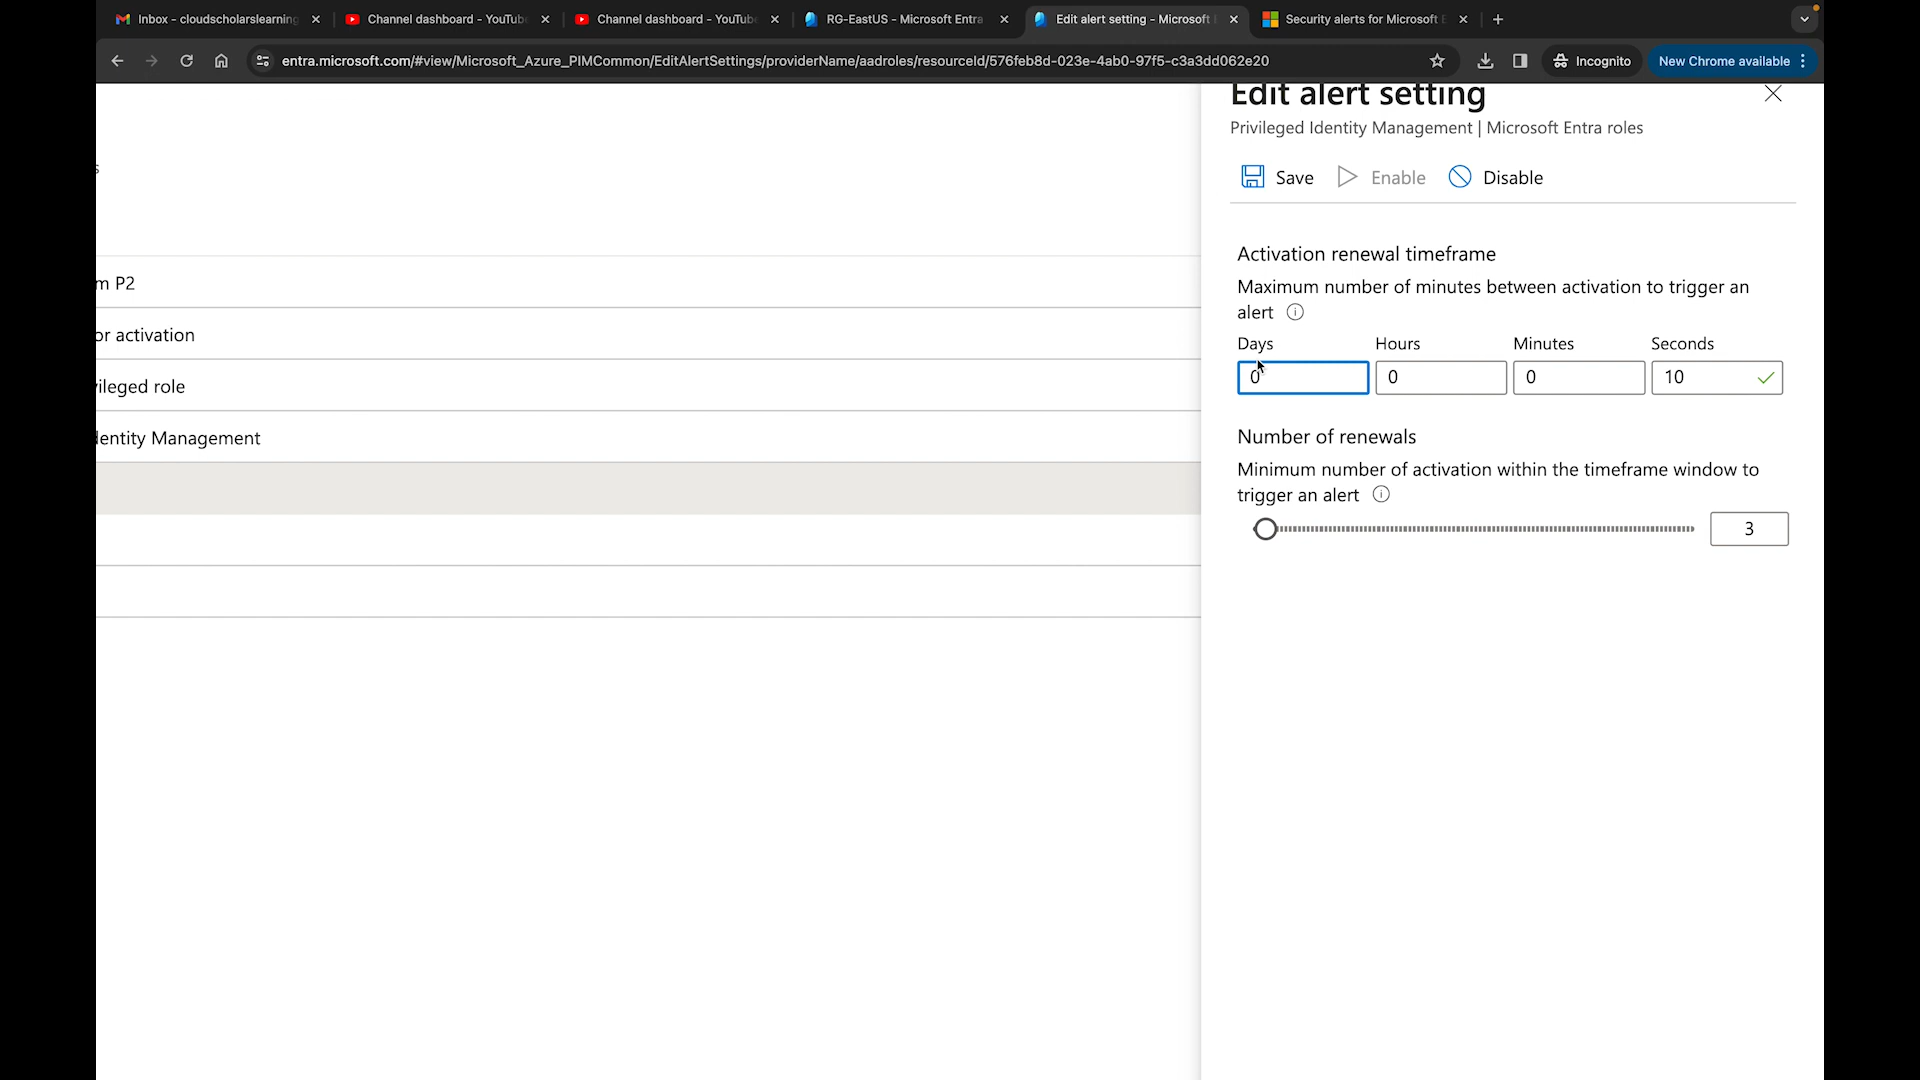 Inbox - cloudscholarslearning
Channel dashboard - YouTube
Channel dashboard - YouTube
RG-EastUS - Microsoft Entra
Edit alert setting - Microsoft
Security alerts for Microsoft E
entra.microsoft.com/#view/Microsoft_Azure_PIMCommon/EditAlertSettings/providerName/aadroles/resourceId/576feb8d-023e-4ab0-97f5-c3a3dd062e20
Incognito
New Chrome available
Edit alert setting
Privileged Identity Management | Microsoft Entra roles
Save
Enable
Disable
s
m P2
or activation
vileged role
dentity Management
Activation renewal timeframe
Maximum number of minutes between activation to trigger an
alert
Days Hours Minutes Seconds
0 0 0 10
Number of renewals
Minimum number of activation within the timeframe window to
trigger an alert
3